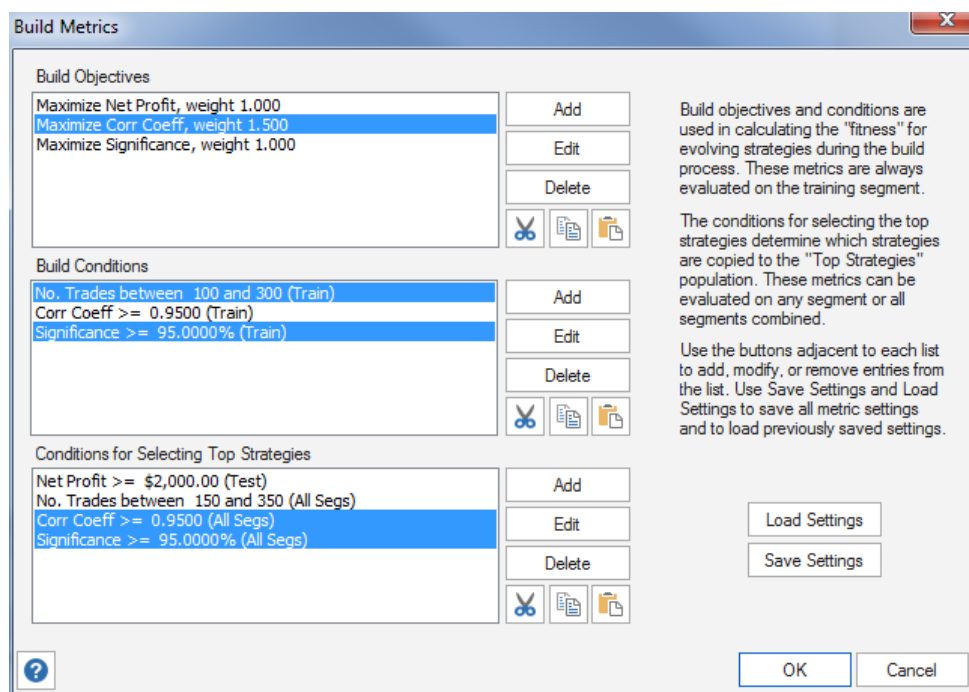 Build Metrics
X
Build Objectives
Maximize Net Profit, weight 1.000
Maximize Corr Coeff, weight 1.500
Maximize Significance, weight 1.000
Add
Edit
Delete
Build Conditions
No. Trades between  100 and 300 (Train)
Corr Coeff >=  0.9500 (Train)
Significance >=  95.0000% (Train)
Add
Edit
Delete
Conditions for Selecting Top Strategies
Net Profit >=  $2,000.00 (Test)
No. Trades between  150 and 350 (All Segs)
Corr Coeff >=  0.9500 (All Segs)
Significance >=  95.0000% (All Segs)
Add
Edit
Delete
Build objectives and conditions are
used in calculating the "fitness" for
evolving strategies during the build
process. These metrics are always
evaluated on the training segment.
The conditions for selecting the top
strategies determine which strategies
are copied to the "Top Strategies"
population. These metrics can be
evaluated on any segment or all
segments combined.
Use the buttons adjacent to each list
to add, modify, or remove entries from
the list. Use Save Settings and Load
Settings to save all metric settings
and to load previously saved settings.
Load Settings
Save Settings
?
OK
Cancel